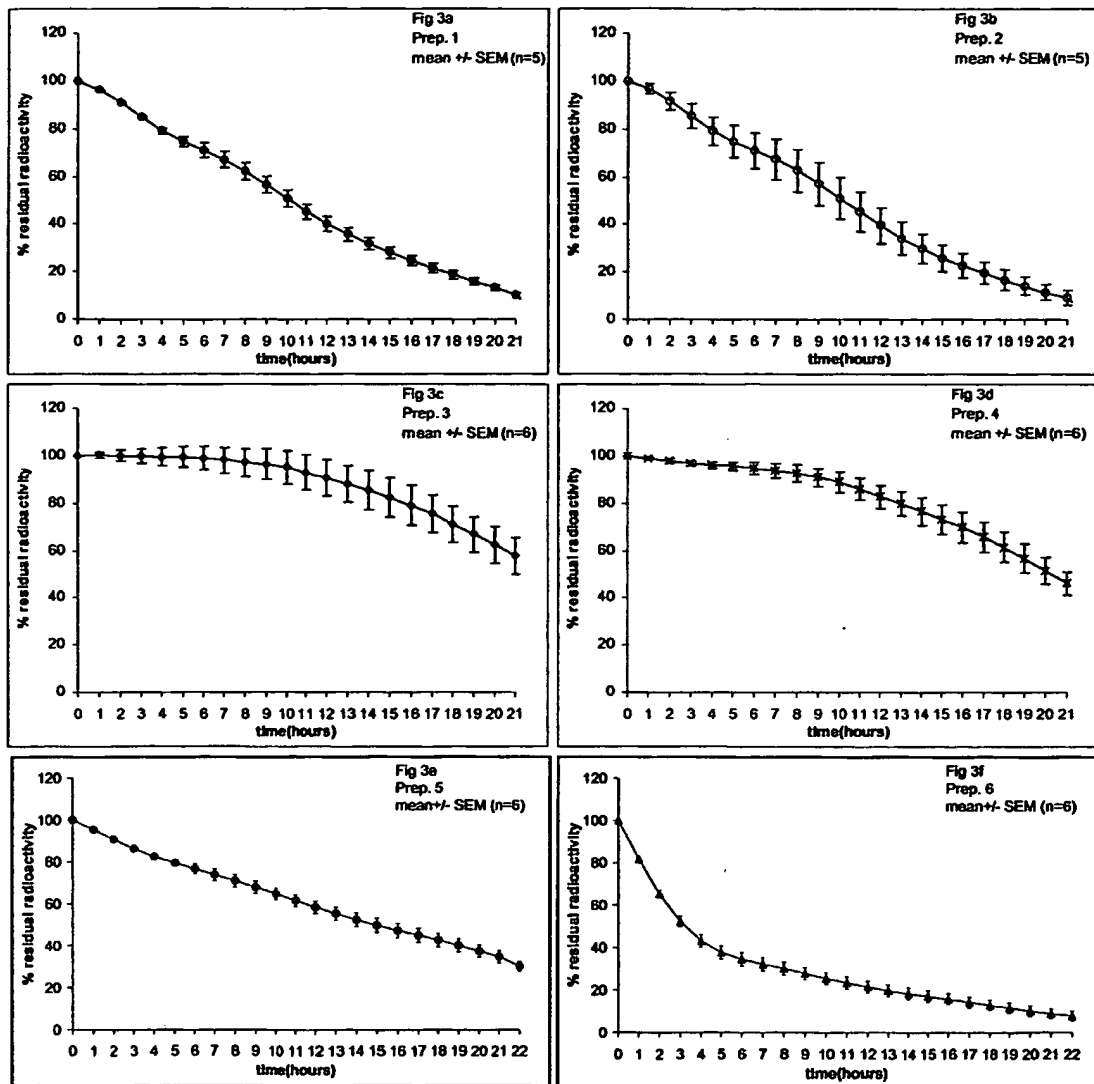 Fig 3a
Prep. 1
mean +/- SEM (n=5)
% residual radioactivity
120
100
80
60
40
20
0
0 1 2 3 4 5 6 7 8 9 10 11 12 13 14 15 16 17 18 19 20 21
time(hours)
Fig 3b
Prep. 2
mean +/- SEM (n=5)
% residual radioactivity
120
100
80
60
40
20
0
0 1 2 3 4 5 6 7 8 9 10 11 12 13 14 15 16 17 18 19 20 21
time(hours)
Fig 3c
Prep. 3
mean +/- SEM (n=6)
% residual radioactivity
120
100
80
60
40
20
0
0 1 2 3 4 5 6 7 8 9 10 11 12 13 14 15 16 17 18 19 20 21
time(hours)
Fig 3d
Prep. 4
mean +/- SEM (n=6)
% residual radioactivity
120
100
80
60
40
20
0
0 1 2 3 4 5 6 7 8 9 10 11 12 13 14 15 16 17 18 19 20 21
time(hours)
Fig 3e
Prep. 5
mean+/- SEM (n=6)
% residual radioactivity
120
100
80
60
40
20
0
0 1 2 3 4 5 6 7 8 9 10 11 12 13 14 15 16 17 18 19 20 21 22
time(hours)
Fig 3f
Prep. 6
mean+/- SEM (n=6)
% residual radioactivity
120
100
80
60
40
20
0
0 1 2 3 4 5 6 7 8 9 10 11 12 13 14 15 16 17 18 19 20 21 22
time(hours)